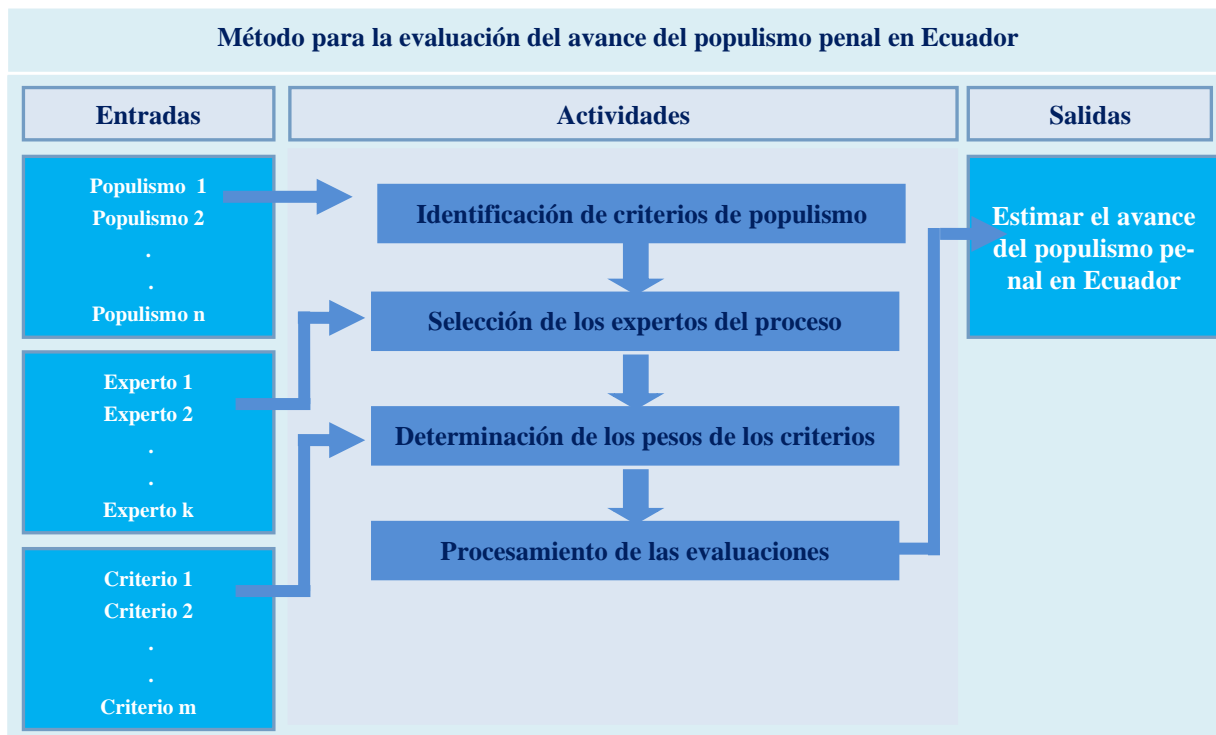 Método para la evaluación del avance del populismo penal en Ecuador
Entradas
Actividades
Salidas
Populismo 1
Populismo 2
.
.
Populismo n
Experto 1
Experto 2
.
.
Experto k
Criterio 1
Criterio 2
.
.
Criterio m
Identificación de criterios de populismo
Selección de los expertos del proceso
Determinación de los pesos de los criterios
Procesamiento de las evaluaciones
Estimar el avance
del populismo pe-
nal en Ecuador